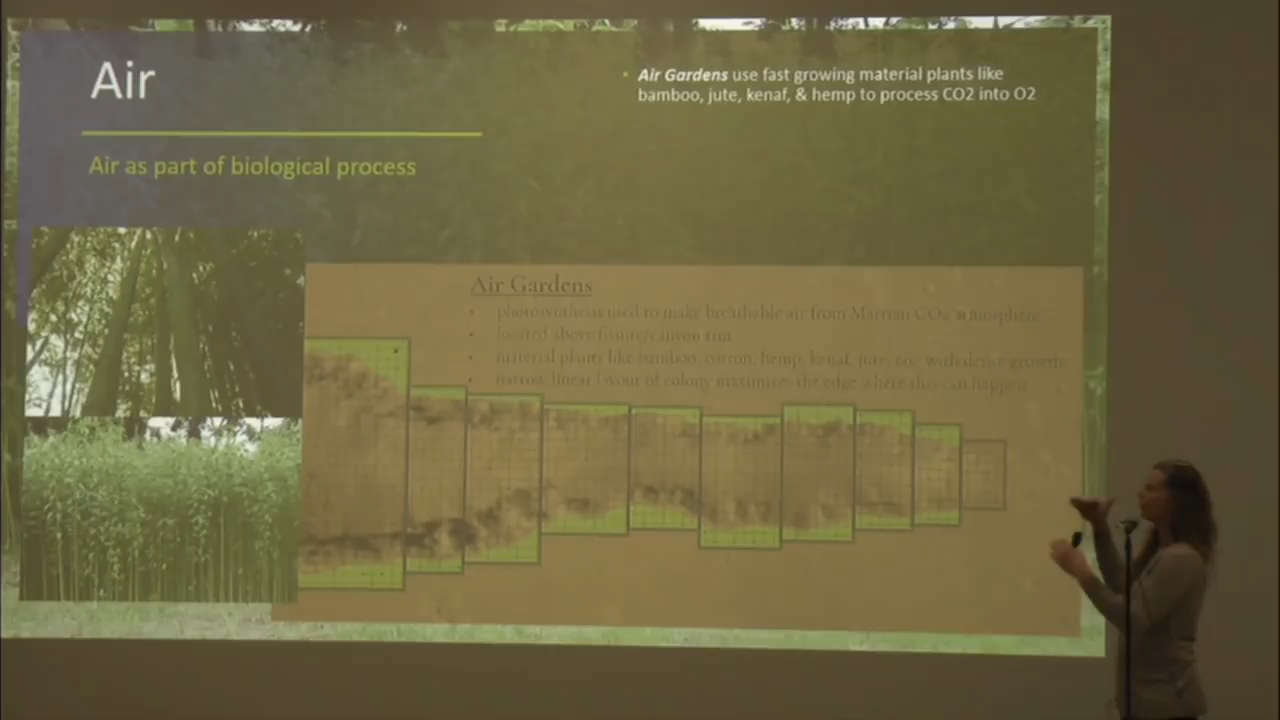 Air
Air as part of biological process
• Air Gardens use fast growing material plants like
bamboo, jute, kenaf, & hemp to process CO2 into O2
Air Gardens
• photosynthesis used to make breathable air from Martian CO2 atmosphere
• located above fissure/canyon rim
• material plants like bamboo, cotton, hemp, kenaf, jute, etc. with dense growth
• narrow linear layout of colony maximizes the edge where this can happen